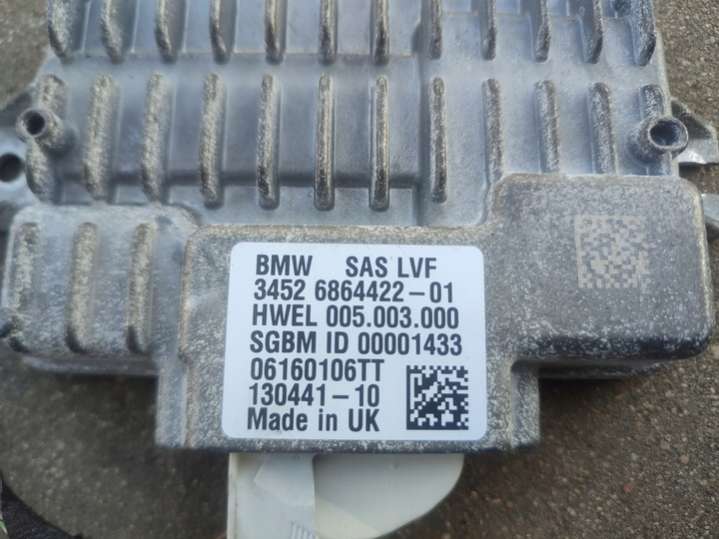 BMW SAS LVF
3452 6864422-01
HWEL 005.003.000
SGBM ID 00001433
06160106TT
130441-10
Made in UK